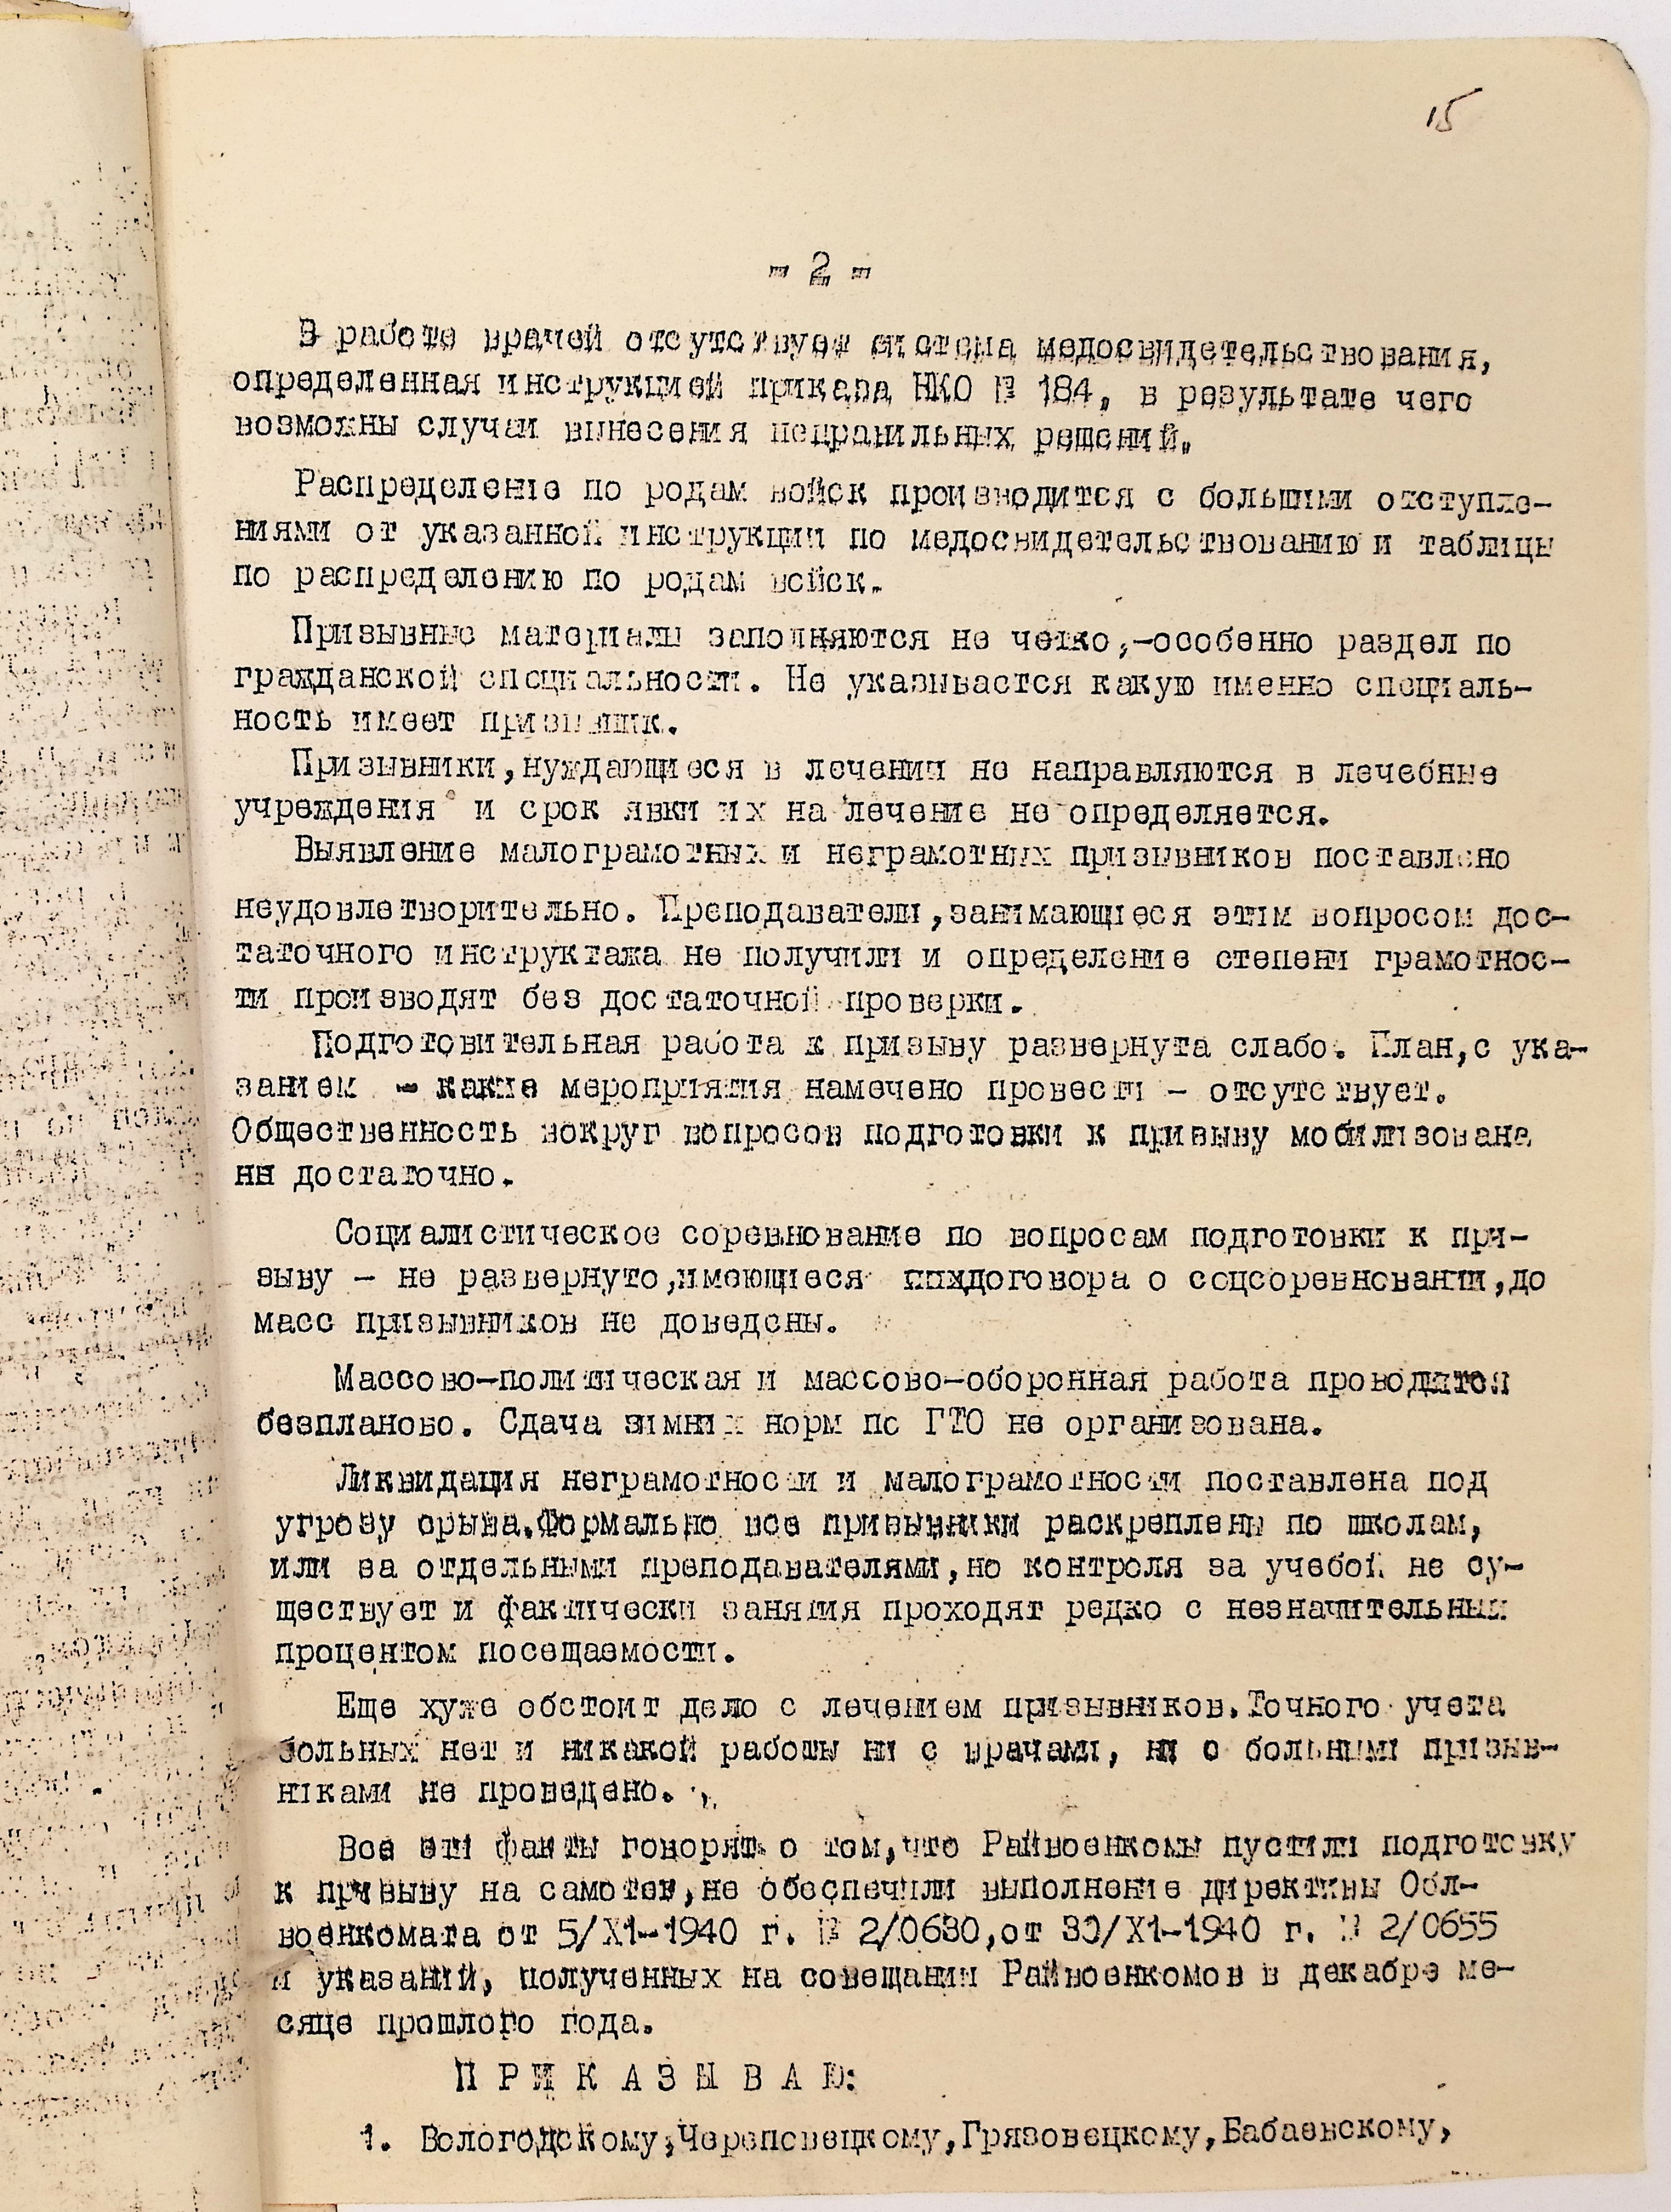 15
- 2 -
В работе врачей отсутствует система медосвидетельствования,
определенная инструкцией приказа НКО № 184, в результате чего
возможны случаи вынесения неправильных решений.
Распределение по родам войск производится с большими отступле-
ниями от указанной инструкции по медосвидетельствованию и таблицы
по распределению по родам войск.
Призывные материалы заполняются не четко,-особенно раздел по
гражданской специальности. Не указывается какую именно специаль-
ность имеет призывник.
Призывники,нуждающиеся в лечении не направляются в лечебные
учреждения и срок явки их на лечение не определяется.
Выявление малограмотных и неграмотных призывников поставлено
неудовлетворительно. Преподаватели,занимающиеся этим вопросом дос-
таточного инструктажа не получили и определение степени грамотнос-
ти производят без достаточной проверки.
Подготовительная работа к призыву развернута слабо. План,с ука-
занием - какие мероприятия намечено провести - отсутствует.
Общественность вокруг вопросов подготовки к призыву мобилизована
нн достаточно.
Социалистическое соревнование по вопросам подготовки к при-
зыву - не развернуто,имеющиеся договора о соцсоревновании,до
масс призывников не доведены.
Массово-политическая и массово-оборонная работа проводится
безпланово. Сдача зимних норм по ГТО не организована.
Ликвидация неграмотности и малограмотности поставлена под
угрозу срыва.Формально все призывники раскреплены по школам,
или за отдельными преподавателями,но контроля за учебой не су-
ществует и фактически занятия проходят редко с незначительным
процентом посещаемости.
Еще хуже обстоит дело с лечением призывников.Точного учета
больных нет и никакой работы ни с врачами, ни с больными призыв-
никами не проведено.
Все эти факты говорят о том,что Райвоенкомы пустили подготовку
к призыву на самотек,не обеспечили выполнение директивы Обл-
военкомата от 5/X1-1940 г. № 2/0630,от 30/X1-1940 г. № 2/0655
и указаний, полученных на совещании Райвоенкомов в декабре ме-
сяце прошлого года.
П Р И К А З Ы В А Ю:
1. Вологодскому,Череповецкому,Грязовецкому,Бабаевскому,